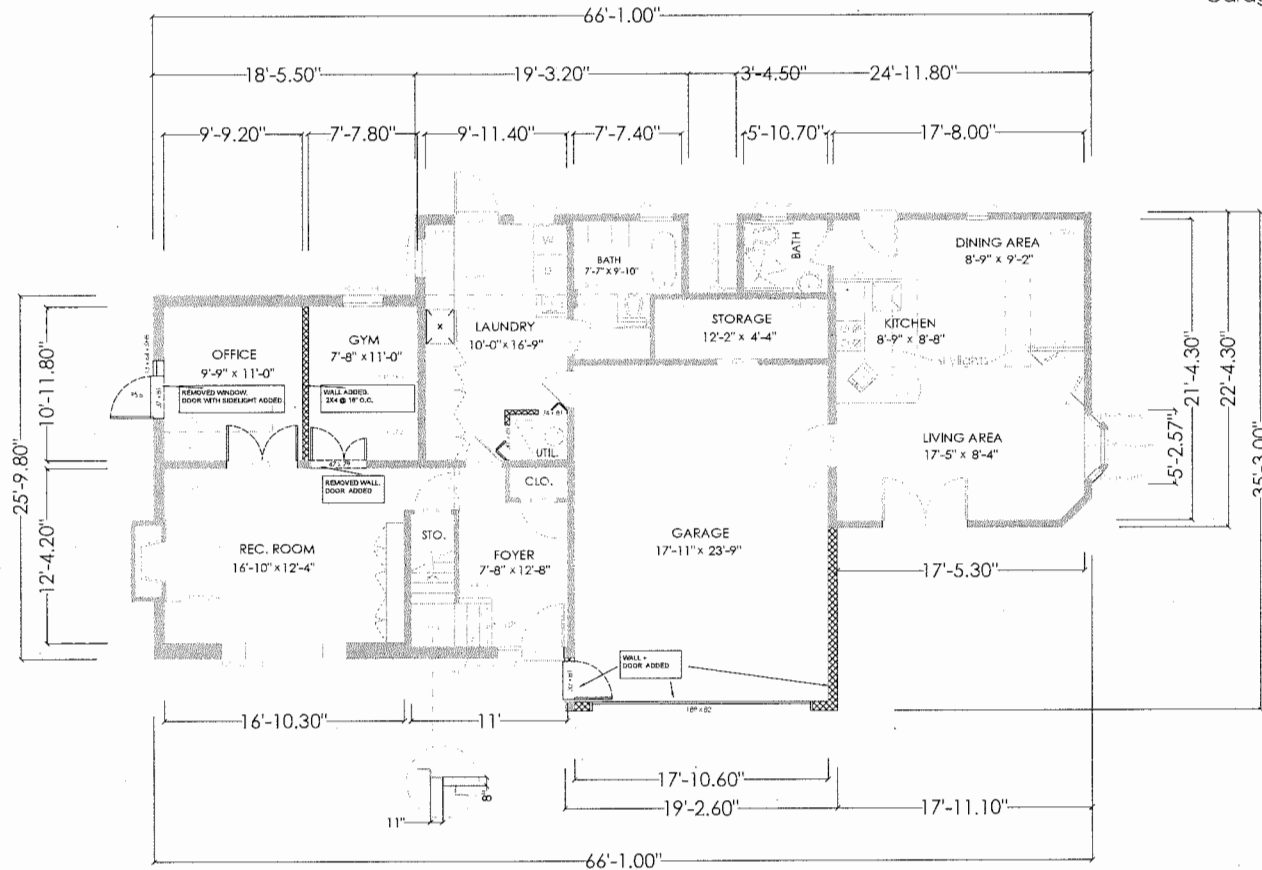 66'-1.00"
18'-5.50"
19'-3.20"
3'-4.50"
24'-11.80"
9'-9.20"
7'-7.80"
9'-11.40"
7'-7.40"
5'-10.70"
17'-8.00"
DINING AREA
8'-9" x 9'-2"
BATH
BATH
7'-7" X 9'-10"
STORAGE
12'-2" x 4'-4"
KITCHEN
8'-9" x 8'-8"
W
D
X
LAUNDRY
10'-0" x 16'-9"
OFFICE
9'-9" x 11'-0"
GYM
7'-8" x 11'-0"
REMOVED WINDOW.
DOOR WITH SIDELIGHT ADDED.
WALL ADDED.
2X4 @ 16" O.C.
10'-11.80"
25'-9.80"
12'-4.20"
21'-4.30"
22'-4.30"
5'-2.57"
35'-3.00"
UTIL.
LIVING AREA
17'-5" x 8'-4"
REMOVED WALL.
DOOR ADDED
CLO.
STO.
REC. ROOM
16'-10" x 12'-4"
FOYER
7'-8" x 12'-8"
GARAGE
17'-11" x 23'-9"
17'-5.30"
WALL +
DOOR ADDED
16'-10.30"
11'
17'-10.60"
19'-2.60"
17'-11.10"
8"
11"
66'-1.00"